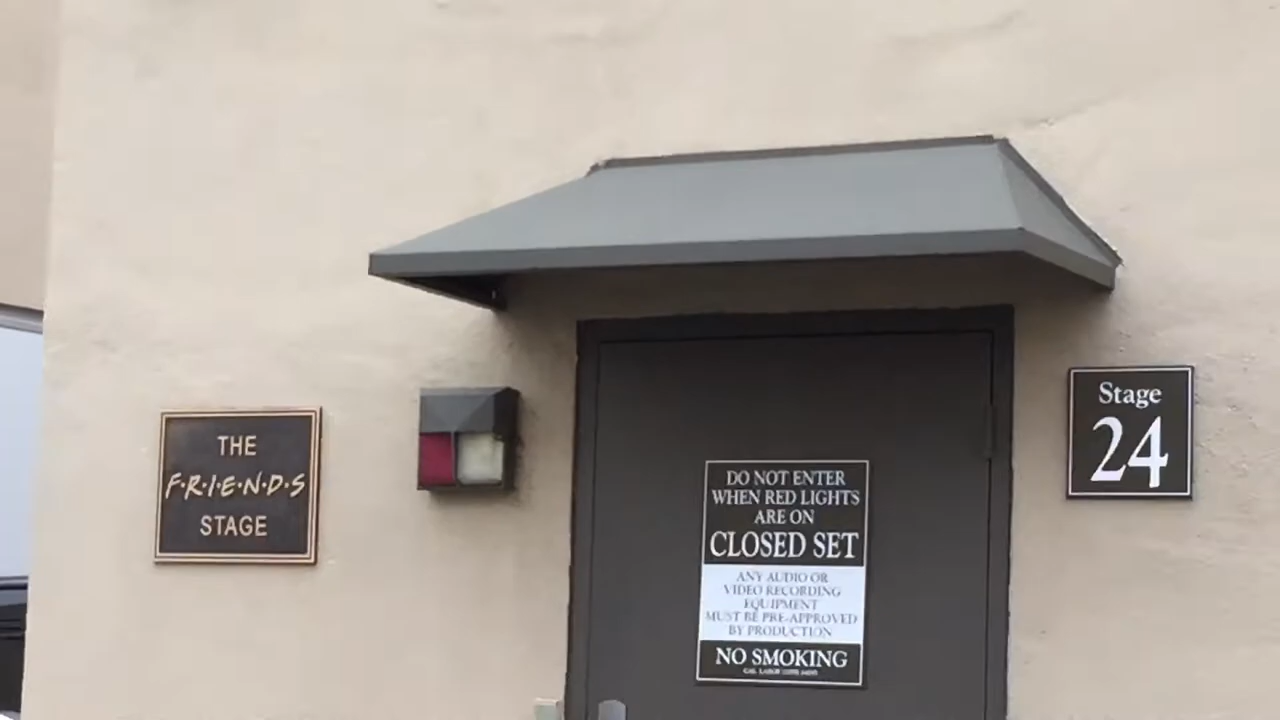 THE
F·R·I·E·N·D·S
STAGE
DO NOT ENTER
WHEN RED LIGHTS
ARE ON
CLOSED SET
ANY AUDIO OR
VIDEO RECORDING
EQUIPMENT
MUST BE PRE-APPROVED
BY PRODUCTION
NO SMOKING
Stage
24